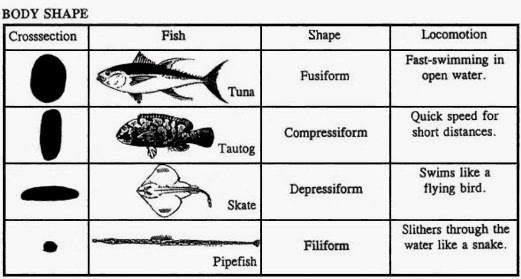 BODY SHAPE
Crosssection Fish Shape Locomotion
Tuna Fusiform Fast-swimming in
open water.
Tautog Compressiform Quick speed for
short distances.
Skate Depressiform Swims like a
flying bird.
Pipefish Filiform Slithers through the
water like a snake.